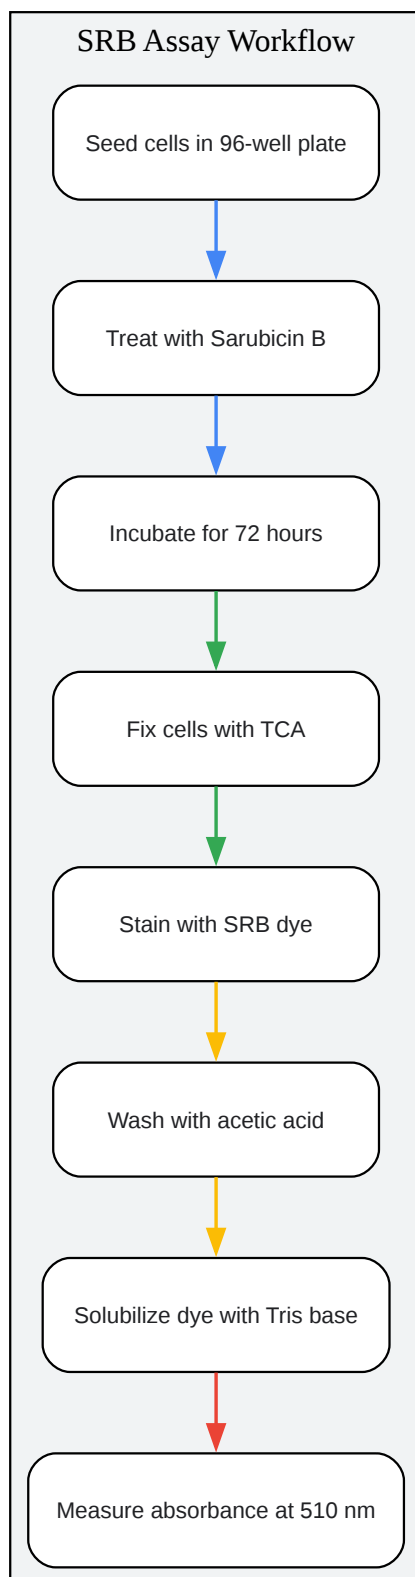 SRB Assay Workflow
Seed cells in 96-well plate
Treat with Sarubicin B
Incubate for 72 hours
Fix cells with TCA
Stain with SRB dye
Wash with acetic acid
Solubilize dye with Tris base
Measure absorbance at 510 nm